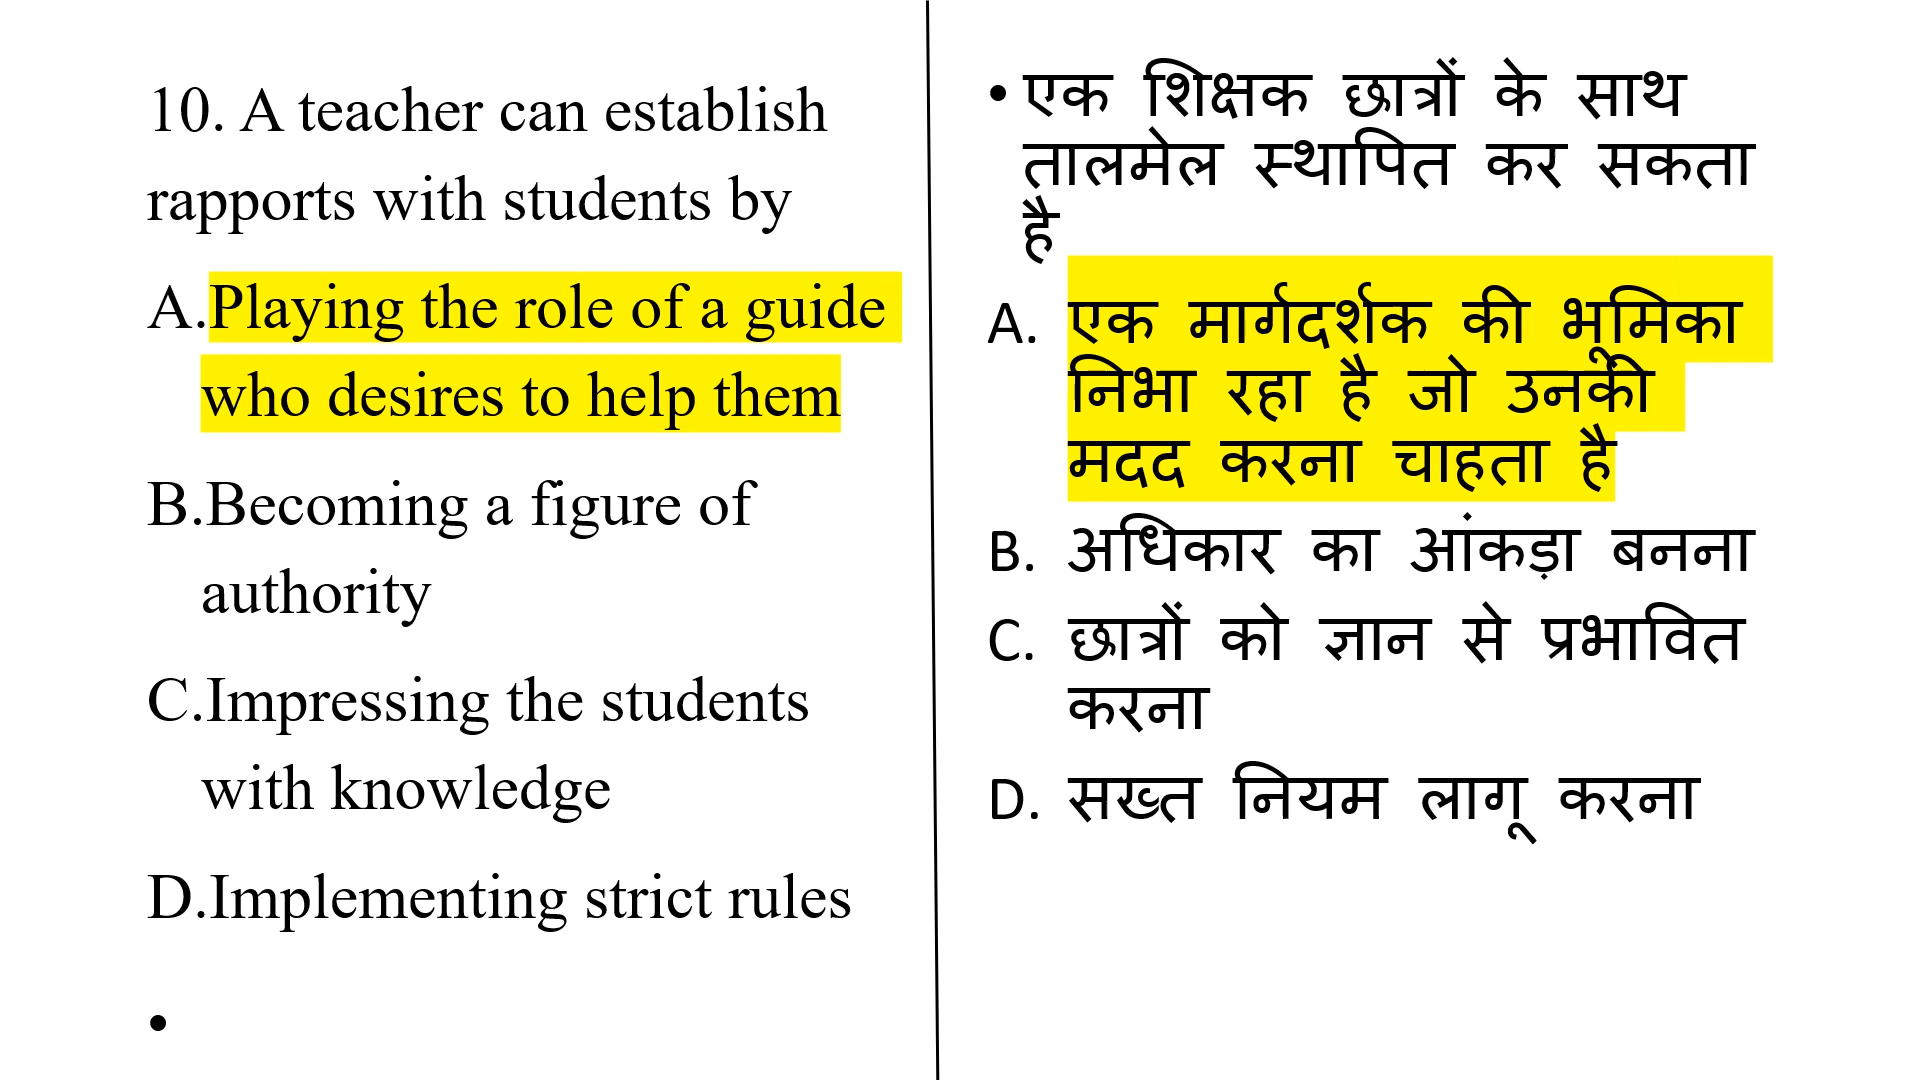 10. A teacher can establish
rapports with students by
A.Playing the role of a guide
who desires to help them
B.Becoming a figure of
authority
C.Impressing the students
with knowledge
D.Implementing strict rules
•
• एक शिक्षक छात्रों के साथ
तालमेल स्थापित कर सकता
है
A. एक मार्गदर्शक की भूमिका
निभा रहा है जो उनकी
मदद करना चाहता है
B. अधिकार का आंकड़ा बनना
C. छात्रों को ज्ञान से प्रभावित
करना
D. सख्त नियम लागू करना